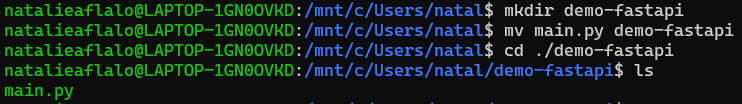 natalieaflalo@LAPTOP-1GN0OVKD:/mnt/c/Users/natal$ mkdir demo-fastapi
natalieaflalo@LAPTOP-1GN0OVKD:/mnt/c/Users/natal$ mv main.py demo-fastapi
natalieaflalo@LAPTOP-1GN0OVKD:/mnt/c/Users/natal$ cd ./demo-fastapi
natalieaflalo@LAPTOP-1GN0OVKD:/mnt/c/Users/natal/demo-fastapi$ ls
main.py